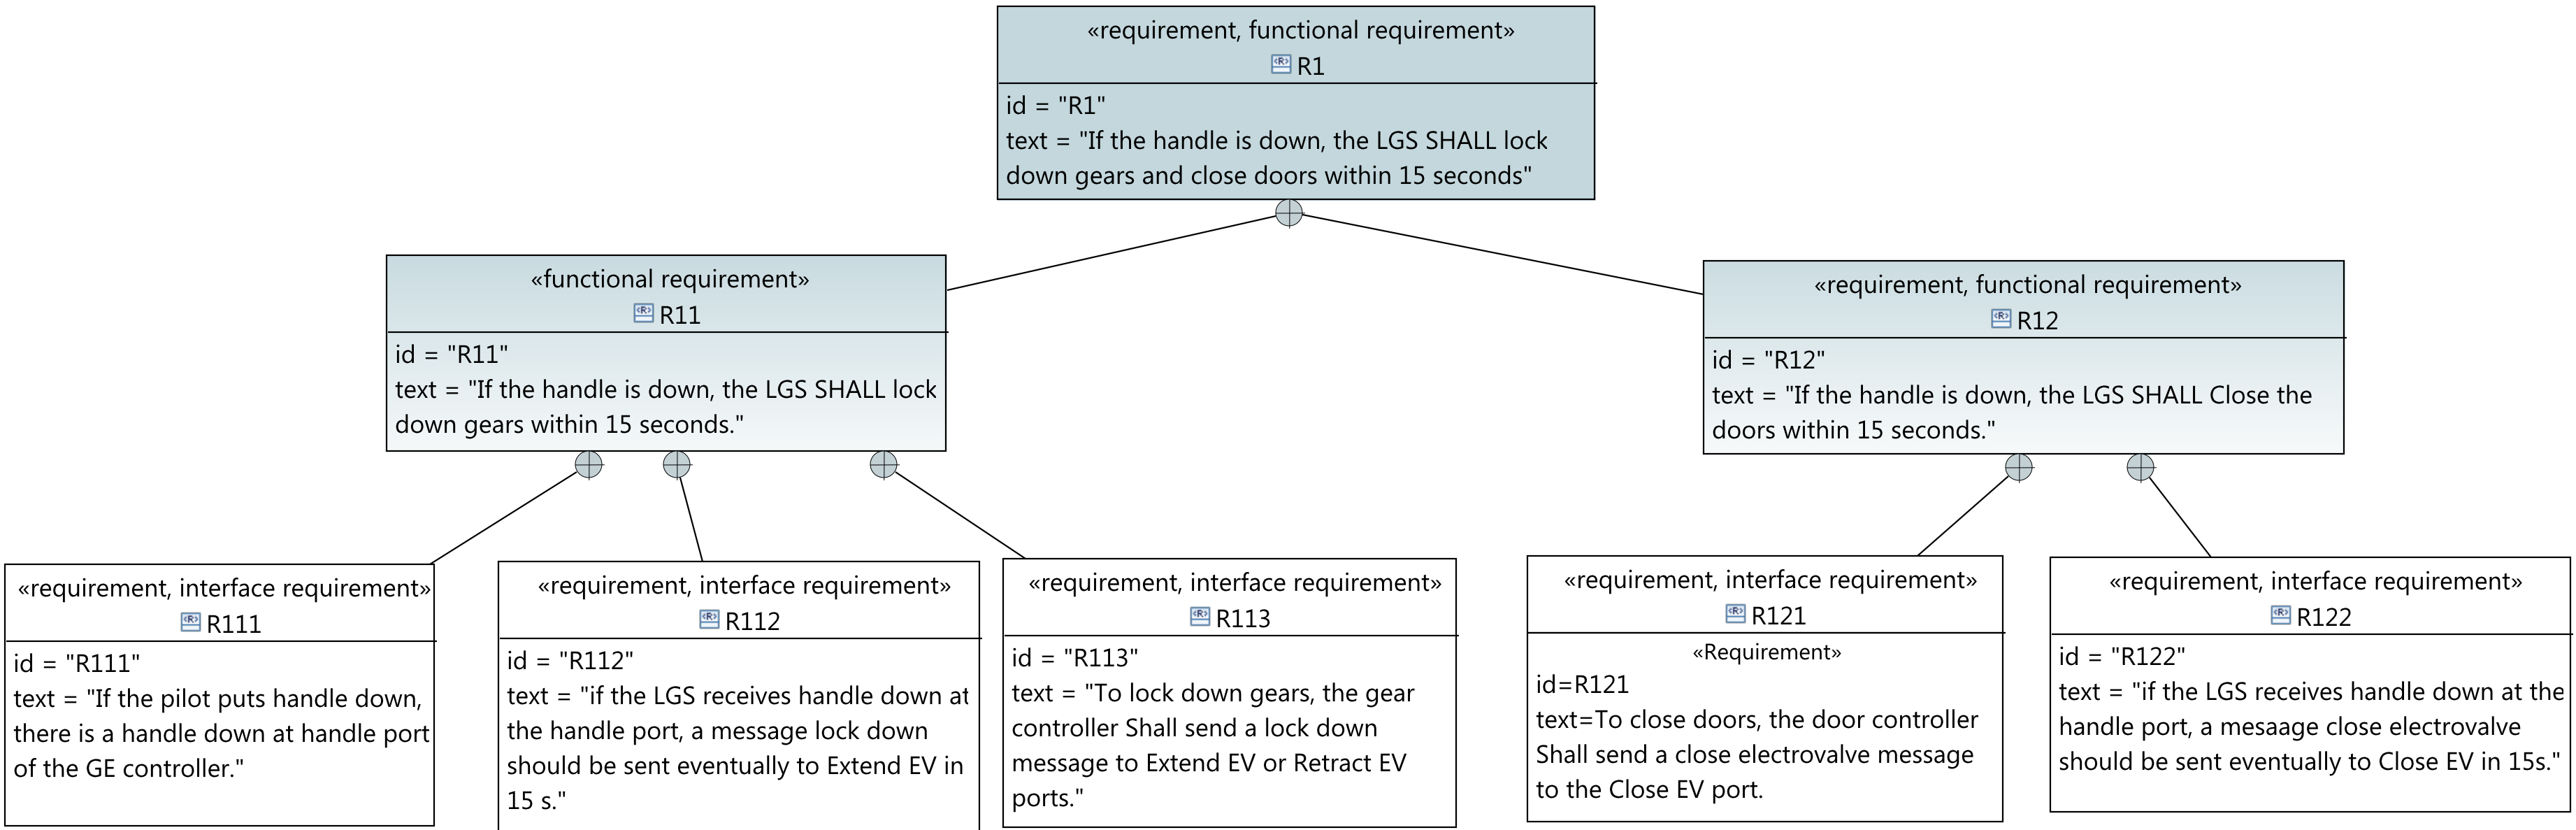 «requirement, functional requirement»
R1
id = "R1"
text = "If the handle is down, the LGS SHALL lock
down gears and close doors within 15 seconds"
«functional requirement»
R11
id = "R11"
text = "If the handle is down, the LGS SHALL lock
down gears within 15 seconds."
«requirement, functional requirement»
R12
id = "R12"
text = "If the handle is down, the LGS SHALL Close the
doors within 15 seconds."
«requirement, interface requirement»
R111
id = "R111"
text = "If the pilot puts handle down,
there is a handle down at handle port
of the GE controller."
«requirement, interface requirement»
R112
id = "R112"
text = "if the LGS receives handle down at
the handle port, a message lock down
should be sent eventually to Extend EV in
15 s."
«requirement, interface requirement»
R113
id = "R113"
text = "To lock down gears, the gear
controller Shall send a lock down
message to Extend EV or Retract EV
ports."
«requirement, interface requirement»
R121
«Requirement»
id=R121
text=To close doors, the door controller
Shall send a close electrovalve message
to the Close EV port.
«requirement, interface requirement»
R122
id = "R122"
text = "if the LGS receives handle down at the
handle port, a mesaage close electrovalve
should be sent eventually to Close EV in 15s."